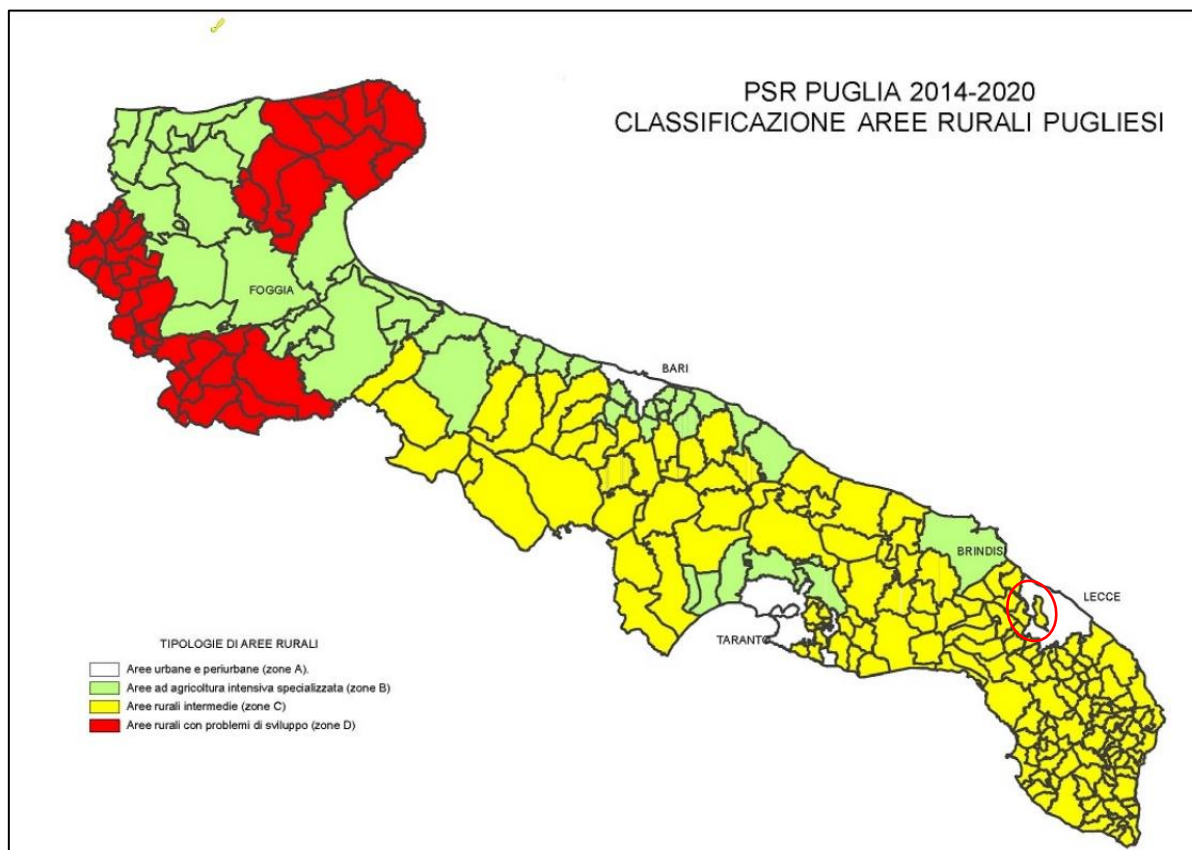 PSR PUGLIA 2014-2020
CLASSIFICAZIONE AREE RURALI PUGLIESI
FOGGIA
BARI
BRINDIS
LECCE
TARANTO
TIPOLOGIE DI AREE RURALI
Aree urbane e periurbane (zone A).
Aree ad agricoltura intensiva specializzata (zone B)
Aree rurali intermedie (zone C)
Aree rurali con problemi di sviluppo (zone D)